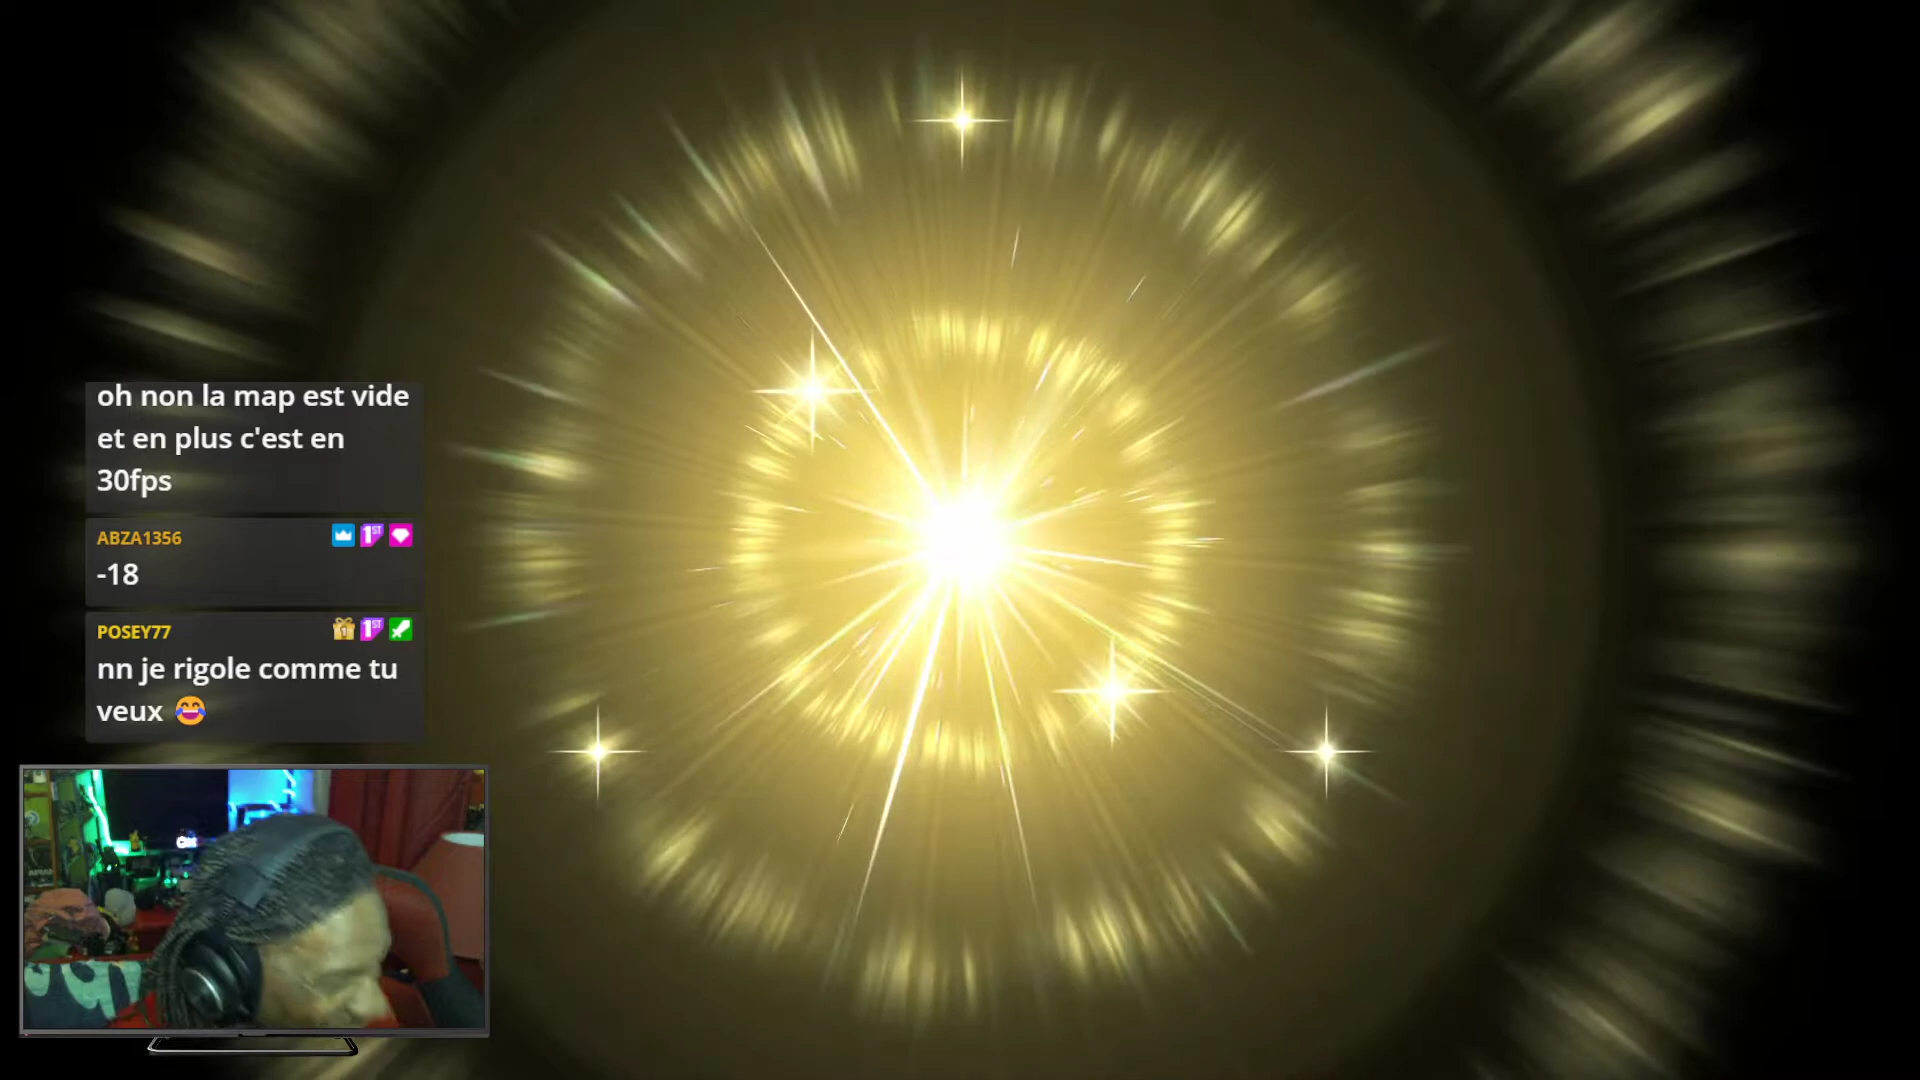 oh non la map est vide
et en plus c'est en
30fps
ABZA1356
-18
POSEY77
nn je rigole comme tu
veux 😂